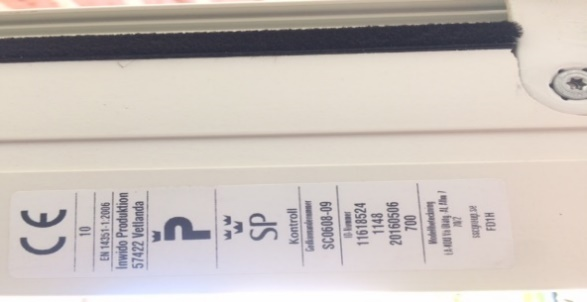 CE
10
EN 14351-1:2006
Inwido Produktion
57422 Vetlanda
P
SP
Kontroll
SC0608-09
11618524
1148
20160506
700
FD1H